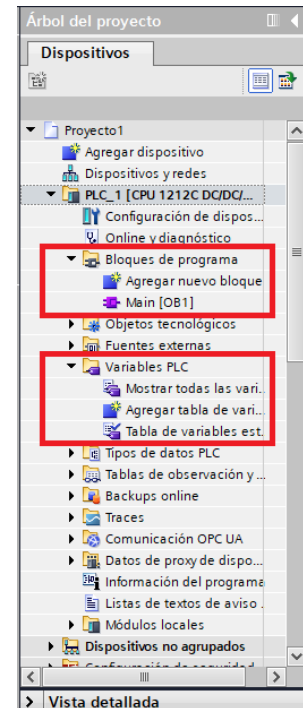 Árbol del proyecto
Dispositivos
Proyecto1
Agregar dispositivo
Dispositivos y redes
PLC_1 [CPU 1212C DC/DC/...
Configuración de dispos...
Online y diagnóstico
Bloques de programa
Agregar nuevo bloque
Main [OB1]
Objetos tecnológicos
Fuentes externas
Variables PLC
Mostrar todas las vari...
Agregar tabla de vari...
Tabla de variables est...
Tipos de datos PLC
Tablas de observación y ...
Backups online
Traces
Comunicación OPC UA
Datos de proxy de dispo...
Información del programa
Listas de textos de aviso .
Módulos locales
Dispositivos no agrupados
Configuración de seguridad
Vista detallada